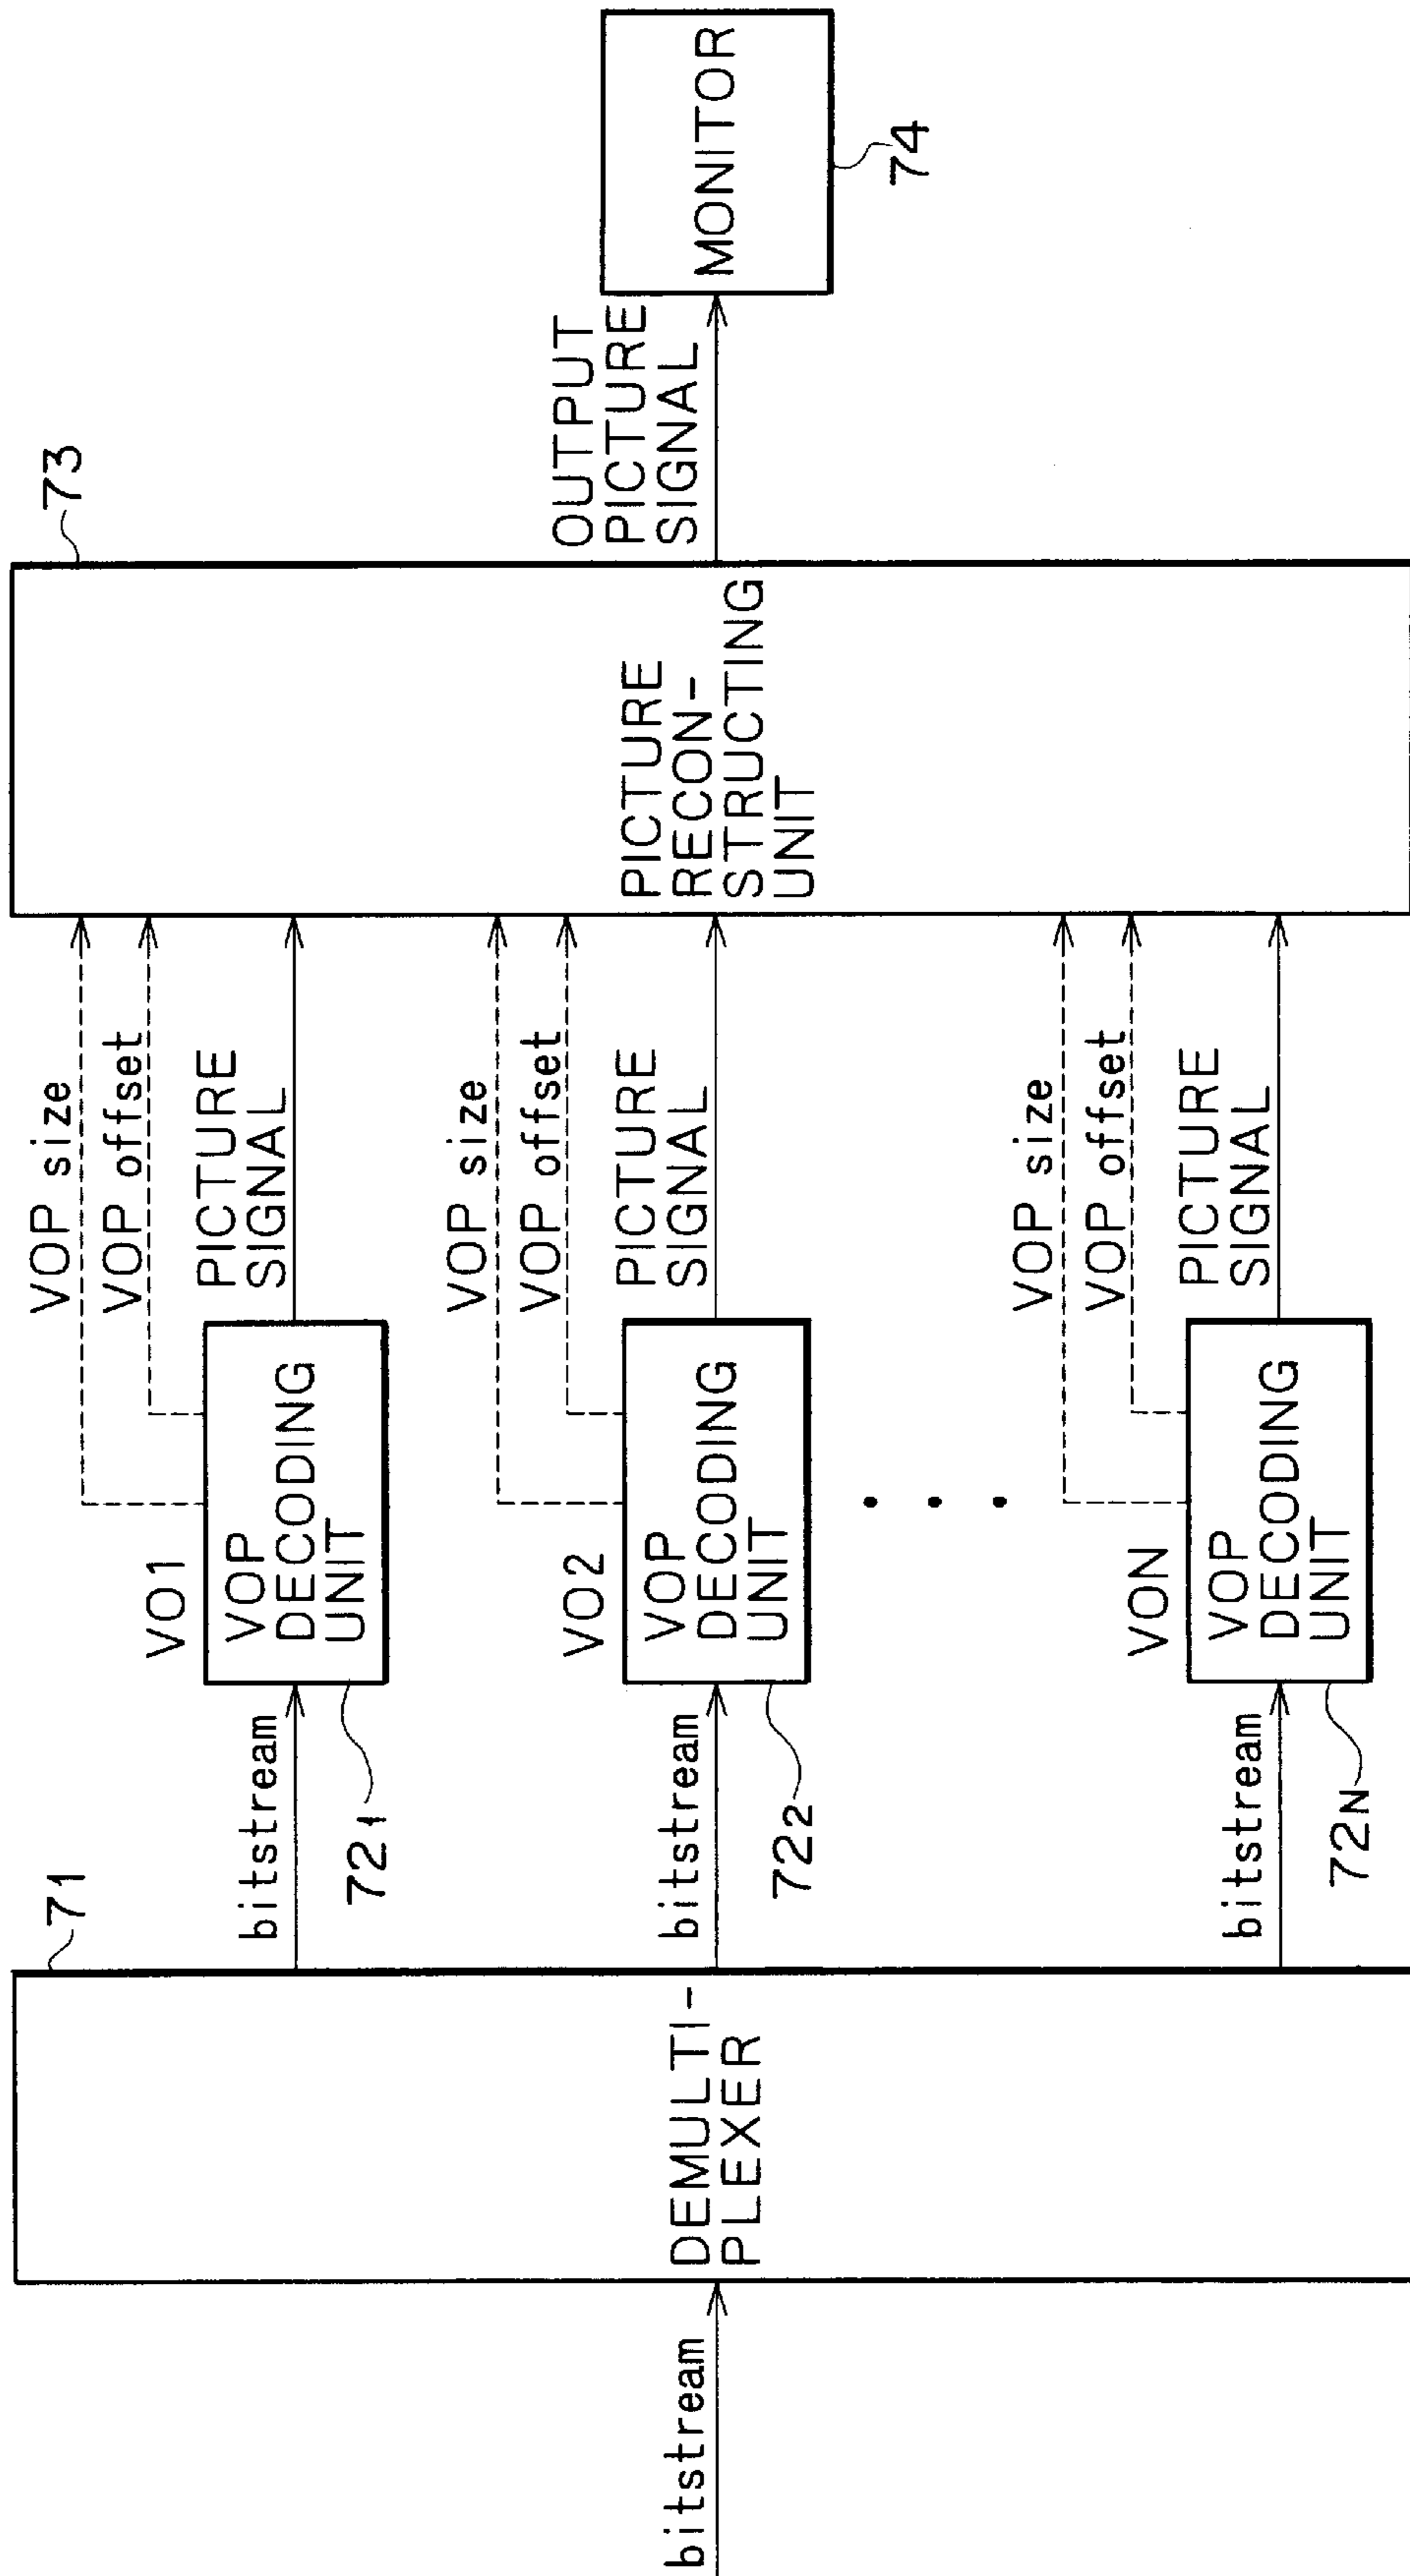 bitstream
DEMULTI-
PLEXER
71
bitstream
72₁
VO1
VOP
DECODING
UNIT
VOP size
VOP offset
PICTURE
SIGNAL
bitstream
72₂
VO2
VOP
DECODING
UNIT
VOP size
VOP offset
PICTURE
SIGNAL
bitstream
72N
VON
VOP
DECODING
UNIT
VOP size
VOP offset
PICTURE
SIGNAL
73
PICTURE
RECON-
STRUCTING
UNIT
OUTPUT
PICTURE
SIGNAL
MONITOR
74